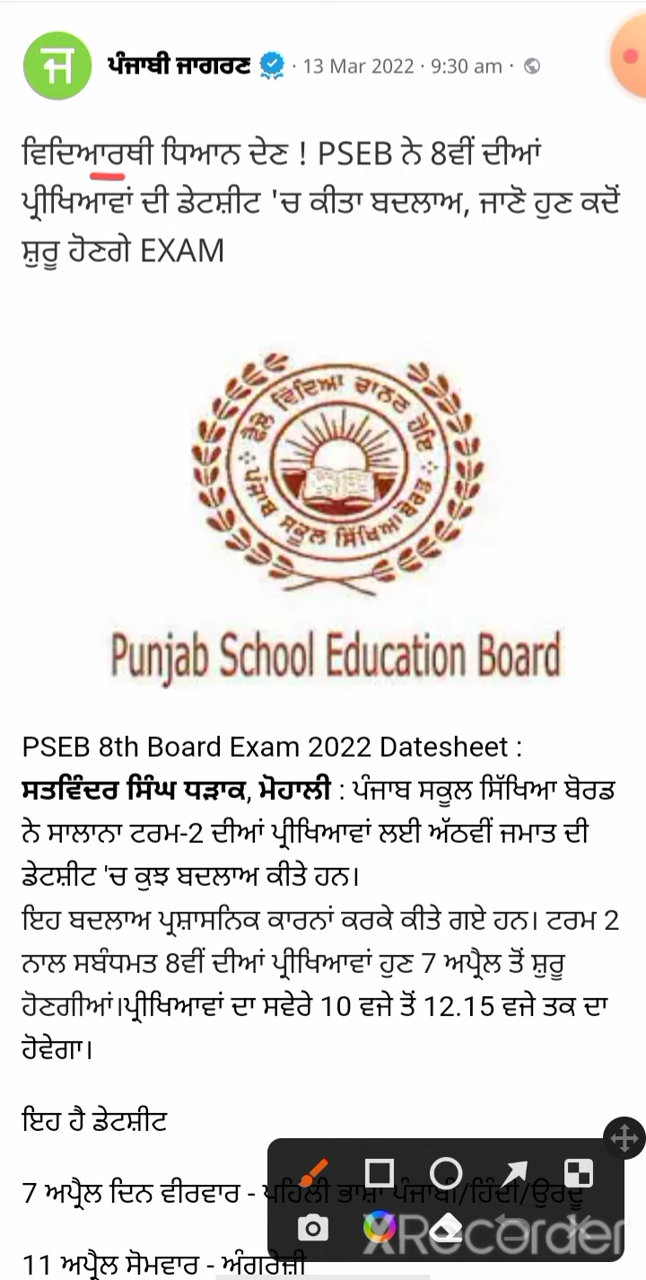 ਜ ਪੰਜਾਬੀ ਜਾਗਰਣ · 13 Mar 2022 · 9:30 am ·
ਵਿਦਿਆਰਥੀ ਧਿਆਨ ਦੇਣ ! PSEB ਨੇ 8ਵੀਂ ਦੀਆਂ
ਪ੍ਰੀਖਿਆਵਾਂ ਦੀ ਡੇਟਸ਼ੀਟ 'ਚ ਕੀਤਾ ਬਦਲਾਅ, ਜਾਣੋ ਹੁਣ ਕਦੋਂ
ਸ਼ੁਰੂ ਹੋਣਗੇ EXAM
ਫੈਲੇ ਵਿੱਦਿਆ ਚਾਨਣ ਹੋਇ
ਪੰਜਾਬ ਸਕੂਲ ਸਿੱਖਿਆ ਬੋਰਡ
Punjab School Education Board
PSEB 8th Board Exam 2022 Datesheet :
ਸਤਵਿੰਦਰ ਸਿੰਘ ਧੜਾਕ, ਮੋਹਾਲੀ : ਪੰਜਾਬ ਸਕੂਲ ਸਿੱਖਿਆ ਬੋਰਡ
ਨੇ ਸਾਲਾਨਾ ਟਰਮ-2 ਦੀਆਂ ਪ੍ਰੀਖਿਆਵਾਂ ਲਈ ਅੱਠਵੀਂ ਜਮਾਤ ਦੀ
ਡੇਟਸ਼ੀਟ 'ਚ ਕੁਝ ਬਦਲਾਅ ਕੀਤੇ ਹਨ।
ਇਹ ਬਦਲਾਅ ਪ੍ਰਸ਼ਾਸਨਿਕ ਕਾਰਨਾਂ ਕਰਕੇ ਕੀਤੇ ਗਏ ਹਨ। ਟਰਮ 2
ਨਾਲ ਸਬੰਧਮਤ 8ਵੀਂ ਦੀਆਂ ਪ੍ਰੀਖਿਆਵਾਂ ਹੁਣ 7 ਅਪ੍ਰੈਲ ਤੋਂ ਸ਼ੁਰੂ
ਹੋਣਗੀਆਂ।ਪ੍ਰੀਖਿਆਵਾਂ ਦਾ ਸਵੇਰੇ 10 ਵਜੇ ਤੋਂ 12.15 ਵਜੇ ਤਕ ਦਾ
ਹੋਵੇਗਾ।
ਇਹ ਹੈ ਡੇਟਸ਼ੀਟ
7 ਅਪ੍ਰੈਲ ਦਿਨ ਵੀਰਵਾਰ - ਪਹਿਲੀ ਭਾਸ਼ਾ ਪੰਜਾਬੀ/ਹਿੰਦੀ/ਉਰਦੂ
XRecorder
11 ਅਪ੍ਰੈਲ ਸੋਮਵਾਰ - ਅੰਗਰੇਜ਼ੀ